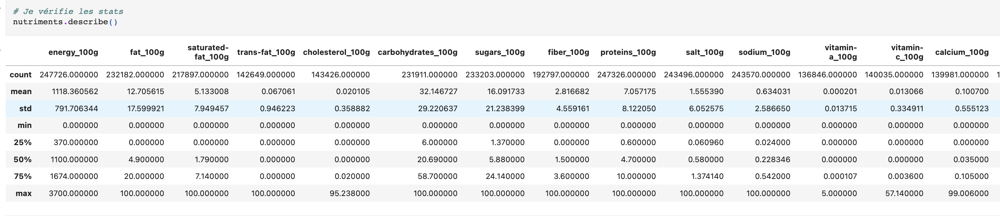 # Je vérifie les stats
nutriments.describe()
energy_100g fat_100g saturated-fat_100g trans-fat_100g cholesterol_100g carbohydrates_100g sugars_100g fiber_100g proteins_100g salt_100g sodium_100g vitamin-a_100g vitamin-c_100g calcium_100g
count 247726.000000 232182.000000 217897.000000 142649.000000 143426.000000 231911.000000 233203.000000 192797.000000 247326.000000 243496.000000 243570.000000 136846.000000 140035.000000 139981.000000 1
mean 1118.360562 12.705615 5.133008 0.067061 0.020105 32.146727 16.091733 2.816682 7.057175 1.555390 0.634031 0.000201 0.013066 0.100700
std 791.706344 17.599921 7.949457 0.946223 0.358882 29.220637 21.238399 4.559161 8.122050 6.052575 2.586650 0.013715 0.334911 0.555123
min 0.000000 0.000000 0.000000 0.000000 0.000000 0.000000 0.000000 0.000000 0.000000 0.000000 0.000000 0.000000 0.000000 0.000000
25% 370.000000 0.000000 0.000000 0.000000 0.000000 6.000000 1.370000 0.000000 0.600000 0.060960 0.024000 0.000000 0.000000 0.000000
50% 1100.000000 4.900000 1.790000 0.000000 0.000000 20.690000 5.880000 1.500000 4.700000 0.580000 0.228346 0.000000 0.000000 0.035000
75% 1674.000000 20.000000 7.140000 0.000000 0.020000 58.700000 24.140000 3.600000 10.000000 1.374140 0.542000 0.000107 0.003600 0.105000
max 3700.000000 100.000000 100.000000 100.000000 95.238000 100.000000 100.000000 100.000000 100.000000 100.000000 100.000000 5.000000 57.140000 99.006000